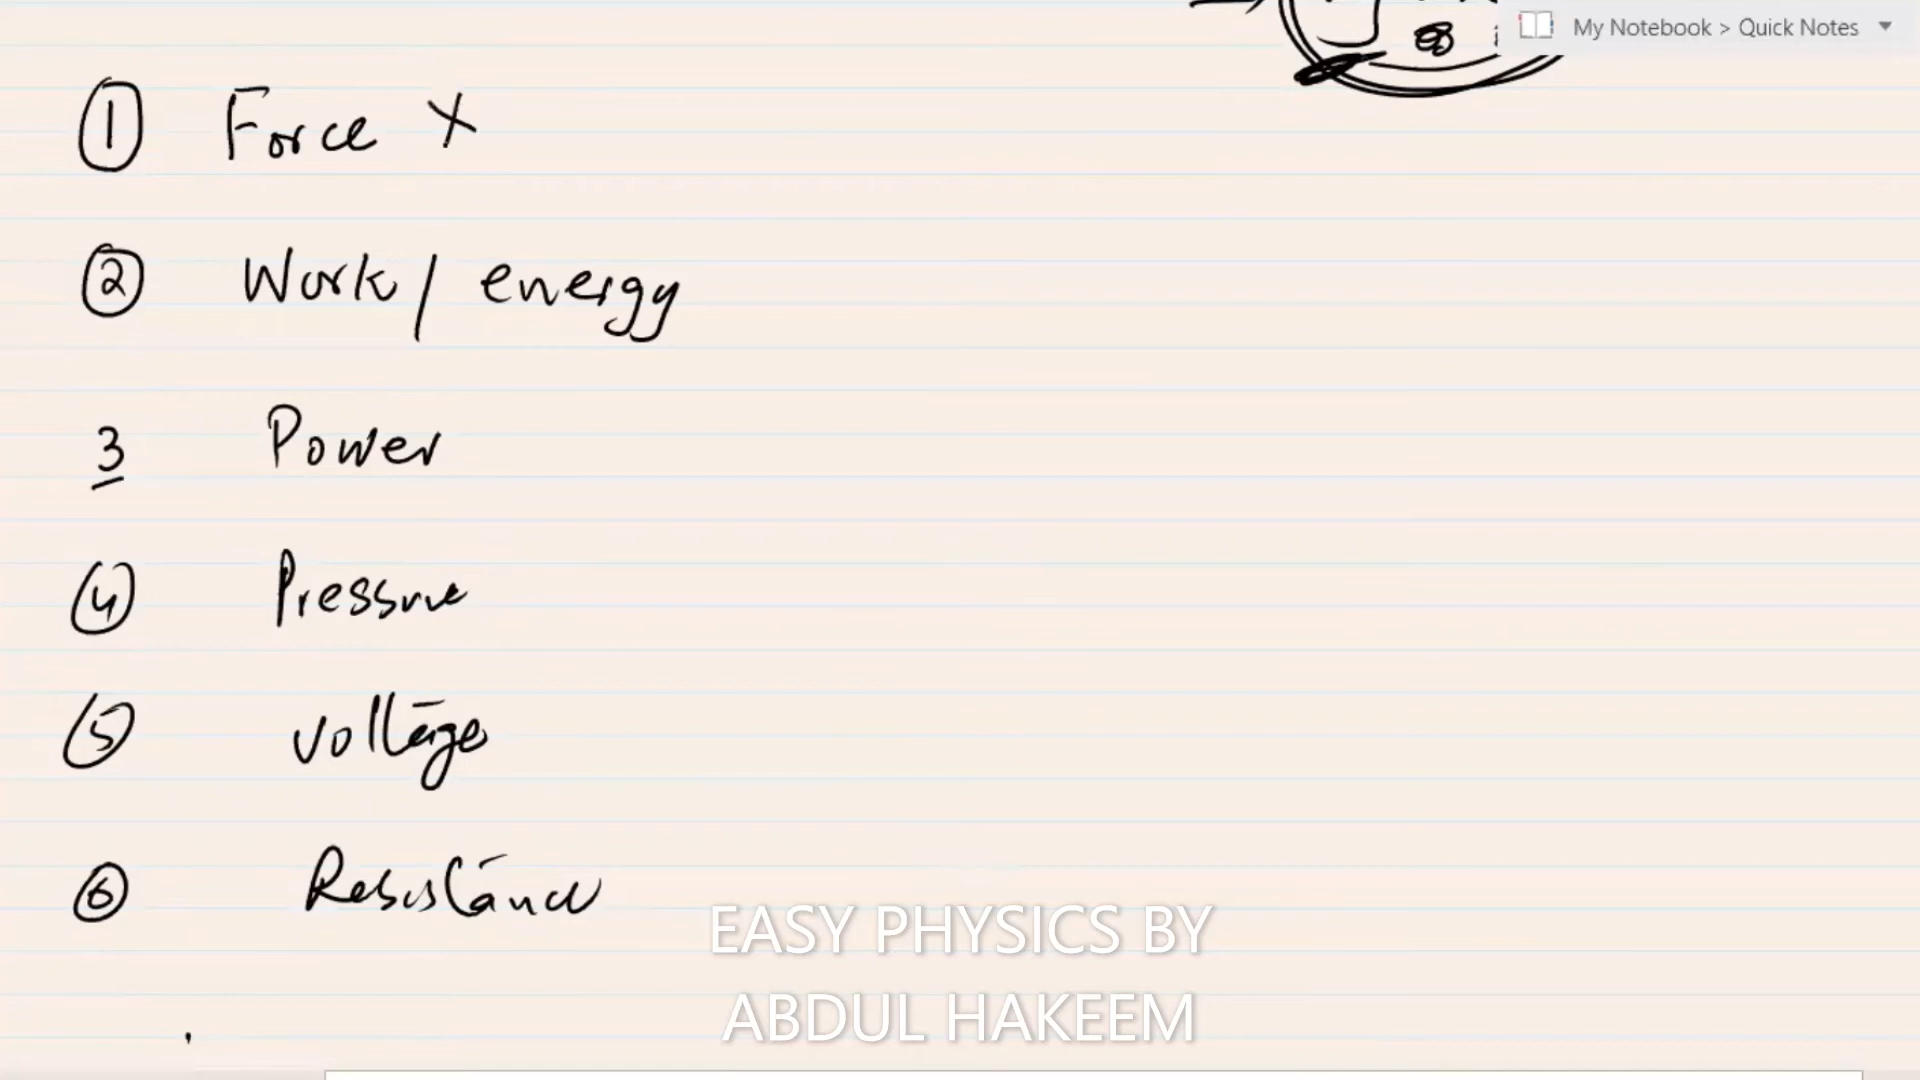 My Notebook > Quick Notes
1 Force X
2 Work / energy
3 Power
4 Pressure
5 voltage
6 Resistance
EASY PHYSICS BY
ABDUL HAKEEM